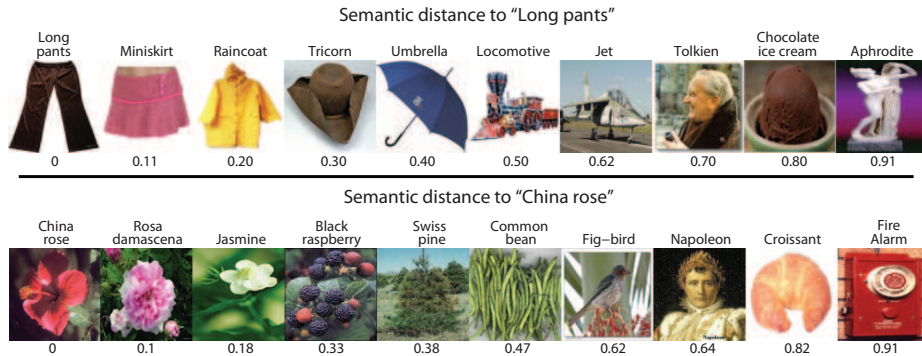 Semantic distance to "Long pants"
Long
pants
Miniskirt
Raincoat
Tricorn
Umbrella
Locomotive
Jet
Tolkien
Chocolate
ice cream
Aphrodite
0
0.11
0.20
0.30
0.40
0.50
0.62
0.70
0.80
0.91
Semantic distance to "China rose"
China
rose
Rosa
damascena
Jasmine
Black
raspberry
Swiss
pine
Common
bean
Fig–bird
Napoleon
Croissant
Fire
Alarm
Napoleon
0
0.1
0.18
0.33
0.38
0.47
0.62
0.64
0.82
0.91